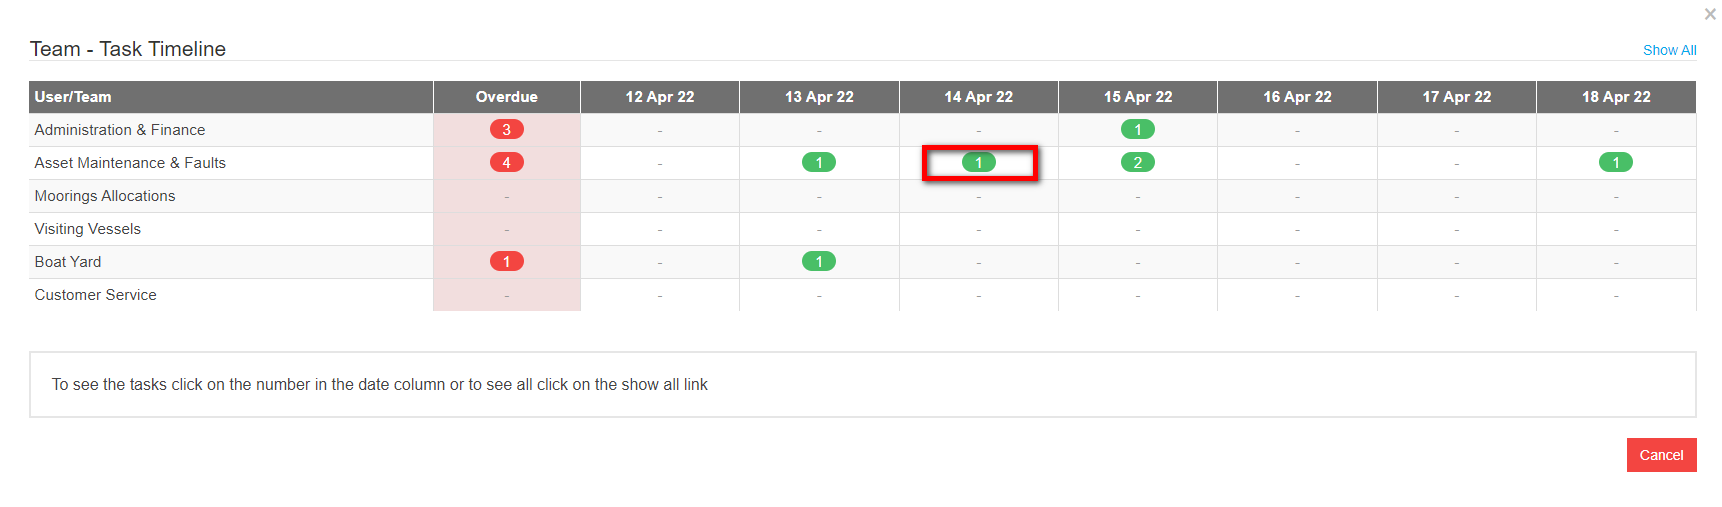 ×
Team - Task Timeline Show All
User/Team Overdue 12 Apr 22 13 Apr 22 14 Apr 22 15 Apr 22 16 Apr 22 17 Apr 22 18 Apr 22
Administration & Finance 3 - - - 1 - - -
Asset Maintenance & Faults 4 - 1 1 2 - - 1
Moorings Allocations - - - - - - - -
Visiting Vessels - - - - - - - -
Boat Yard 1 - 1 - - - - -
Customer Service - - - - - - - -
To see the tasks click on the number in the date column or to see all click on the show all link
Cancel